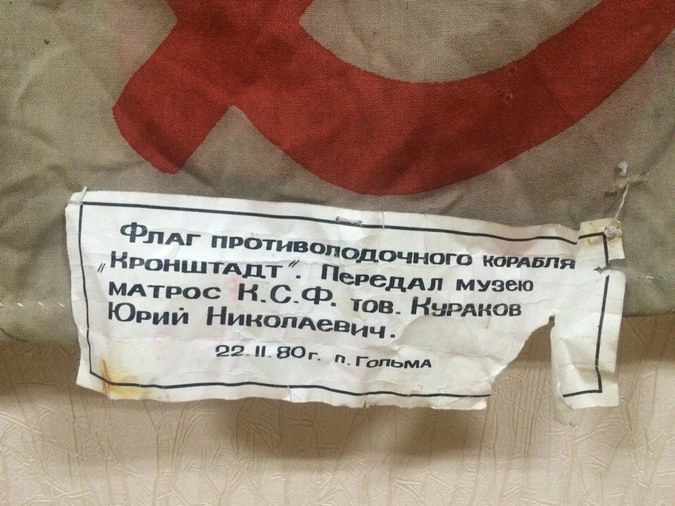 Флаг противолодочного корабля
„Кронштадт". Передал музею
матрос К.С.Ф. тов. Кураков
Юрий Николаевич.
22.II.80г. п. Гольма